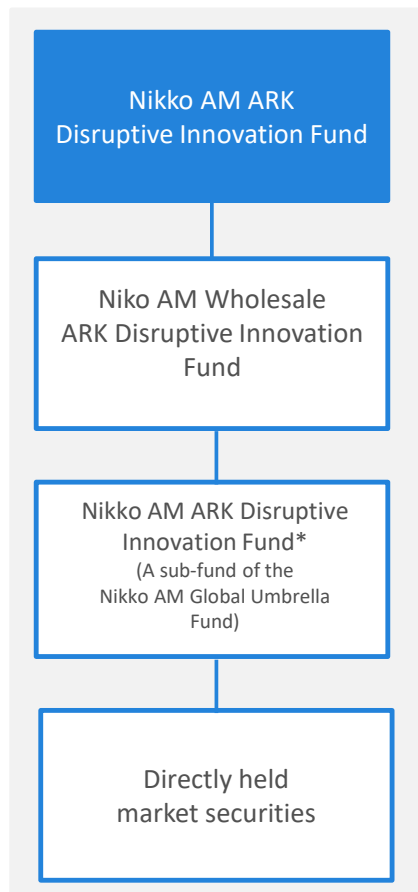 Nikko AM ARK
Disruptive Innovation Fund
Niko AM Wholesale
ARK Disruptive Innovation
Fund
Nikko AM ARK Disruptive
Innovation Fund*
(A sub-fund of the
Nikko AM Global Umbrella
Fund)
Directly held
market securities